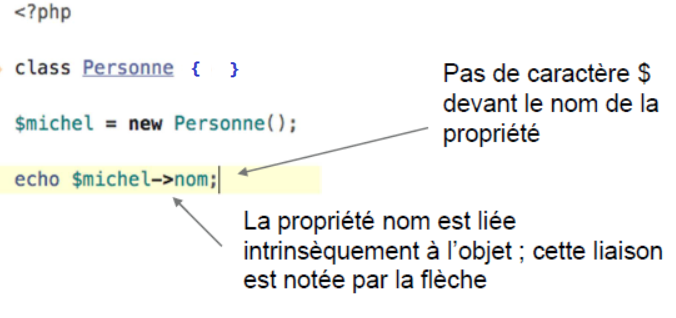 <?php
class Personne { }
$michel = new Personne();
echo $michel->nom;
Pas de caractère $
devant le nom de la
propriété
La propriété nom est liée
intrinsèquement à l'objet ; cette liaison
est notée par la flèche